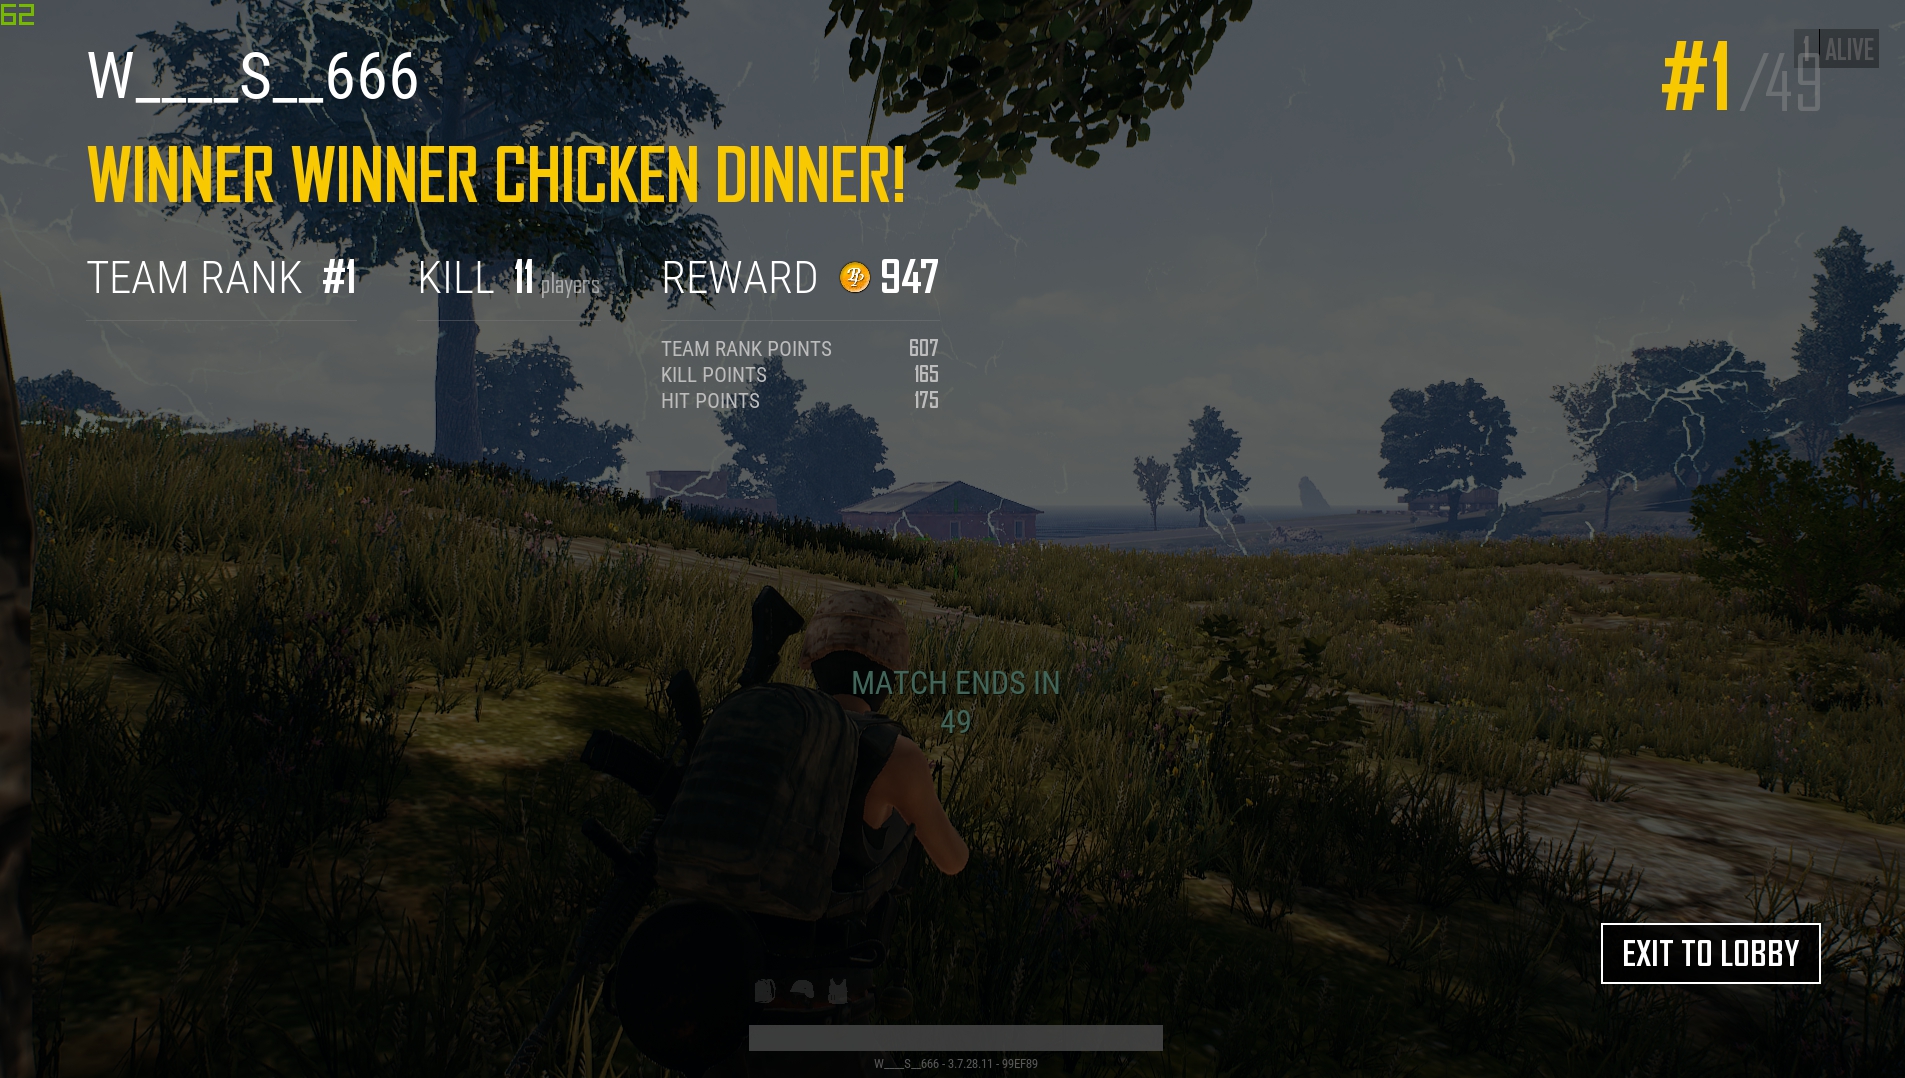 62
W____S__666
#1/49
1 ALIVE
WINNER WINNER CHICKEN DINNER!
TEAM RANK #1 KILL 11 players REWARD 947
TEAM RANK POINTS 607
KILL POINTS 165
HIT POINTS 175
MATCH ENDS IN
49
EXIT TO LOBBY
W____S__666 - 3.7.28.11 - 99EF89